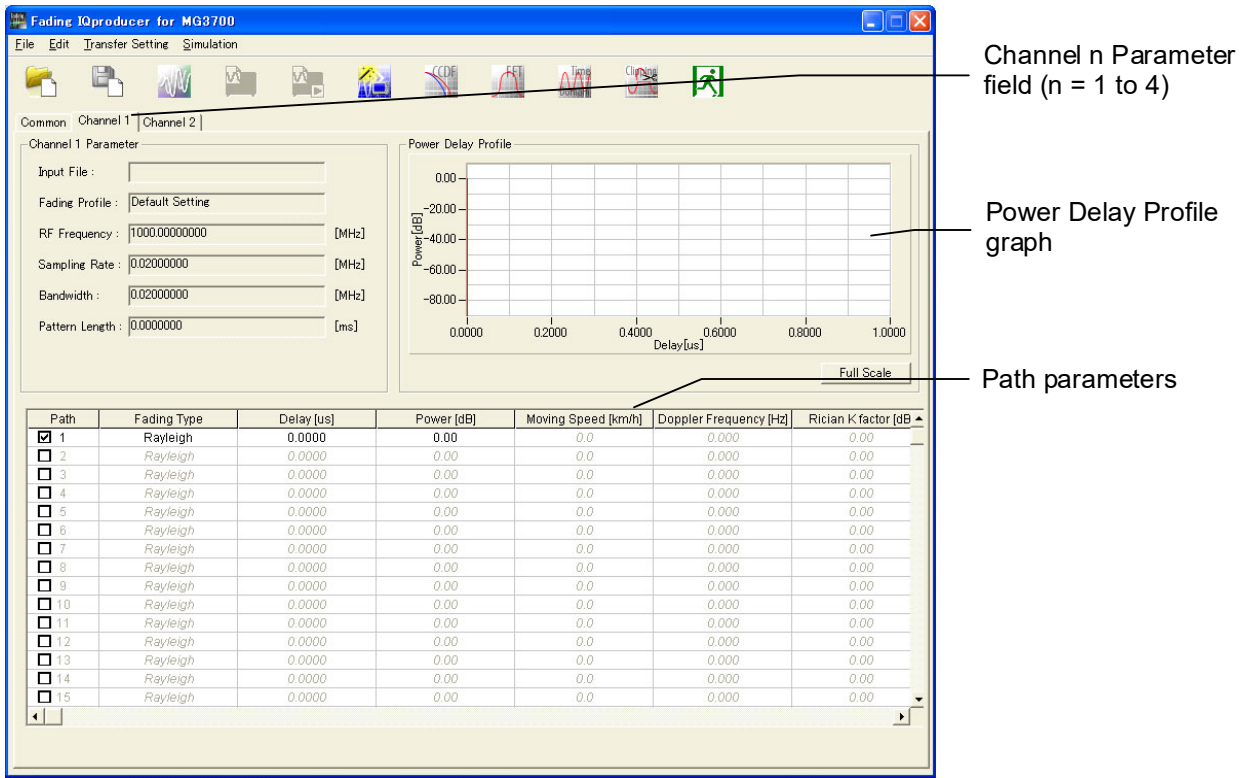 Fading IQproducer for MG3700
File Edit Transfer Setting Simulation
CCDF FFT Time Domain Clipping
Common Channel 1 Channel 2
Channel n Parameter
field (n = 1 to 4)
Channel 1 Parameter
Input File :
Fading Profile : Default Setting
RF Frequency : 1000.00000000 [MHz]
Sampling Rate : 0.02000000 [MHz]
Bandwidth : 0.02000000 [MHz]
Pattern Length : 0.0000000 [ms]
Power Delay Profile
Power[dB]
0.00
-20.00
-40.00
-60.00
-80.00
0.0000 0.2000 0.4000 0.6000 0.8000 1.0000
Delay[us]
Full Scale
Power Delay Profile
graph
Path parameters
Path Fading Type Delay [us] Power [dB] Moving Speed [km/h] Doppler Frequency [Hz] Rician K factor [dB
1 Rayleigh 0.0000 0.00 0.0 0.000 0.00
2 Rayleigh 0.0000 0.00 0.0 0.000 0.00
3 Rayleigh 0.0000 0.00 0.0 0.000 0.00
4 Rayleigh 0.0000 0.00 0.0 0.000 0.00
5 Rayleigh 0.0000 0.00 0.0 0.000 0.00
6 Rayleigh 0.0000 0.00 0.0 0.000 0.00
7 Rayleigh 0.0000 0.00 0.0 0.000 0.00
8 Rayleigh 0.0000 0.00 0.0 0.000 0.00
9 Rayleigh 0.0000 0.00 0.0 0.000 0.00
10 Rayleigh 0.0000 0.00 0.0 0.000 0.00
11 Rayleigh 0.0000 0.00 0.0 0.000 0.00
12 Rayleigh 0.0000 0.00 0.0 0.000 0.00
13 Rayleigh 0.0000 0.00 0.0 0.000 0.00
14 Rayleigh 0.0000 0.00 0.0 0.000 0.00
15 Rayleigh 0.0000 0.00 0.0 0.000 0.00